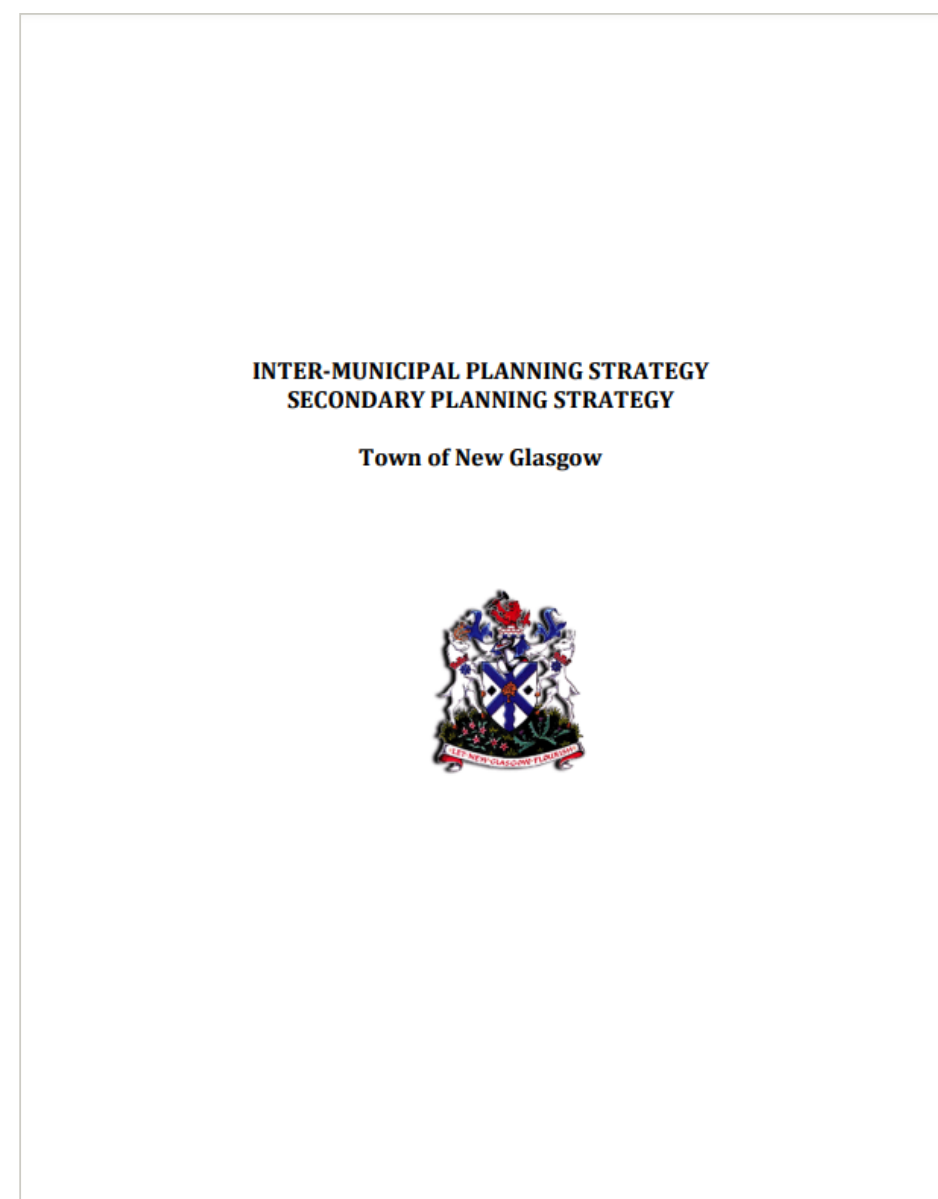 INTER-MUNICIPAL PLANNING STRATEGY
SECONDARY PLANNING STRATEGY
Town of New Glasgow
·LET·NEW·GLASGOW·FLOURISH·